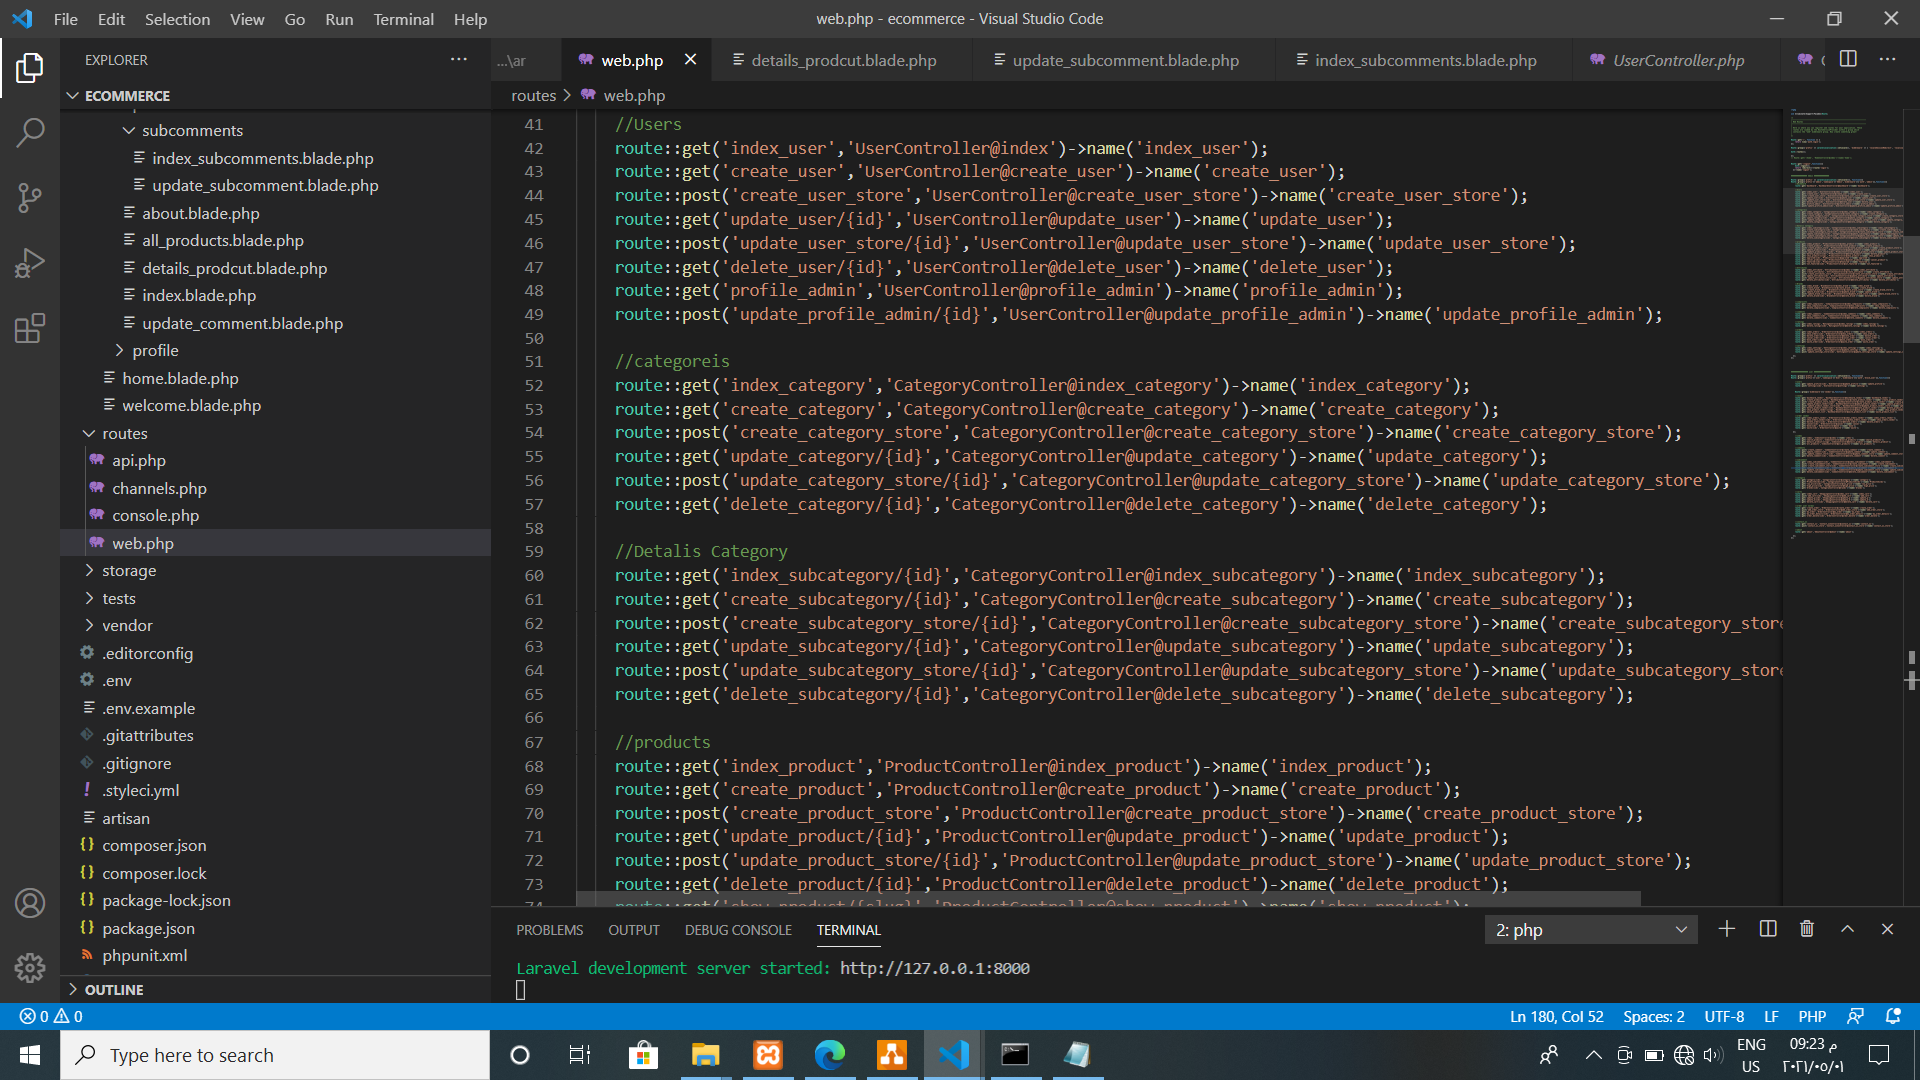 File Edit Selection View Go Run Terminal Help
web.php - ecommerce - Visual Studio Code
EXPLORER
ECOMMERCE
subcomments
index_subcomments.blade.php
update_subcomment.blade.php
about.blade.php
all_products.blade.php
details_prodcut.blade.php
index.blade.php
update_comment.blade.php
profile
home.blade.php
welcome.blade.php
routes
api.php
channels.php
console.php
web.php
storage
tests
vendor
.editorconfig
.env
.env.example
.gitattributes
.gitignore
.styleci.yml
artisan
composer.json
composer.lock
package-lock.json
package.json
phpunit.xml
OUTLINE
...\ar web.php details_prodcut.blade.php update_subcomment.blade.php index_subcomments.blade.php UserController.php
routes > web.php
41 //Users
42 route::get('index_user','UserController@index')->name('index_user');
43 route::get('create_user','UserController@create_user')->name('create_user');
44 route::post('create_user_store','UserController@create_user_store')->name('create_user_store');
45 route::get('update_user/{id}','UserController@update_user')->name('update_user');
46 route::post('update_user_store/{id}','UserController@update_user_store')->name('update_user_store');
47 route::get('delete_user/{id}','UserController@delete_user')->name('delete_user');
48 route::get('profile_admin','UserController@profile_admin')->name('profile_admin');
49 route::post('update_profile_admin/{id}','UserController@update_profile_admin')->name('update_profile_admin');
50
51 //categoreis
52 route::get('index_category','CategoryController@index_category')->name('index_category');
53 route::get('create_category','CategoryController@create_category')->name('create_category');
54 route::post('create_category_store','CategoryController@create_category_store')->name('create_category_store');
55 route::get('update_category/{id}','CategoryController@update_category')->name('update_category');
56 route::post('update_category_store/{id}','CategoryController@update_category_store')->name('update_category_store');
57 route::get('delete_category/{id}','CategoryController@delete_category')->name('delete_category');
58
59 //Detalis Category
60 route::get('index_subcategory/{id}','CategoryController@index_subcategory')->name('index_subcategory');
61 route::get('create_subcategory/{id}','CategoryController@create_subcategory')->name('create_subcategory');
62 route::post('create_subcategory_store/{id}','CategoryController@create_subcategory_store')->name('create_subcategory_store
63 route::get('update_subcategory/{id}','CategoryController@update_subcategory')->name('update_subcategory');
64 route::post('update_subcategory_store/{id}','CategoryController@update_subcategory_store')->name('update_subcategory_store
65 route::get('delete_subcategory/{id}','CategoryController@delete_subcategory')->name('delete_subcategory');
66
67 //products
68 route::get('index_product','ProductController@index_product')->name('index_product');
69 route::get('create_product','ProductController@create_product')->name('create_product');
70 route::post('create_product_store','ProductController@create_product_store')->name('create_product_store');
71 route::get('update_product/{id}','ProductController@update_product')->name('update_product');
72 route::post('update_product_store/{id}','ProductController@update_product_store')->name('update_product_store');
73 route::get('delete_product/{id}','ProductController@delete_product')->name('delete_product');
74 route::get('show_product/{slug}','ProductController@show_product')->name('show_product');
PROBLEMS OUTPUT DEBUG CONSOLE TERMINAL
2: php
Laravel development server started: http://127.0.0.1:8000
0 0
Ln 180, Col 52 Spaces: 2 UTF-8 LF PHP
Type here to search
ENG
US
09:23 م
٢٠٢١/٠٥/٠١